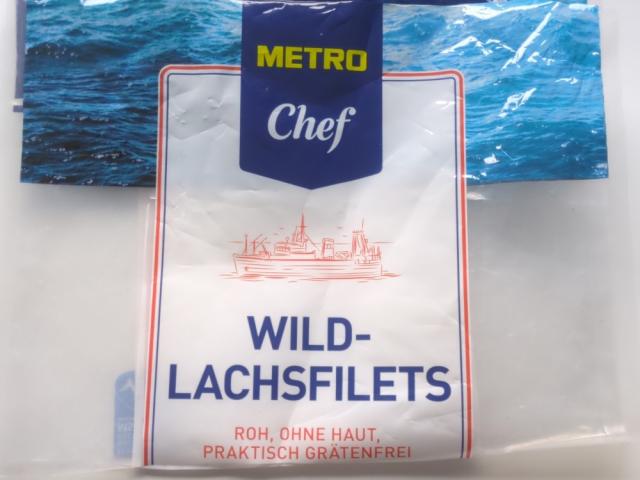 METRO
Chef
WILD-
LACHSFILETS
ROH, OHNE HAUT,
PRAKTISCH GRÄTENFREI